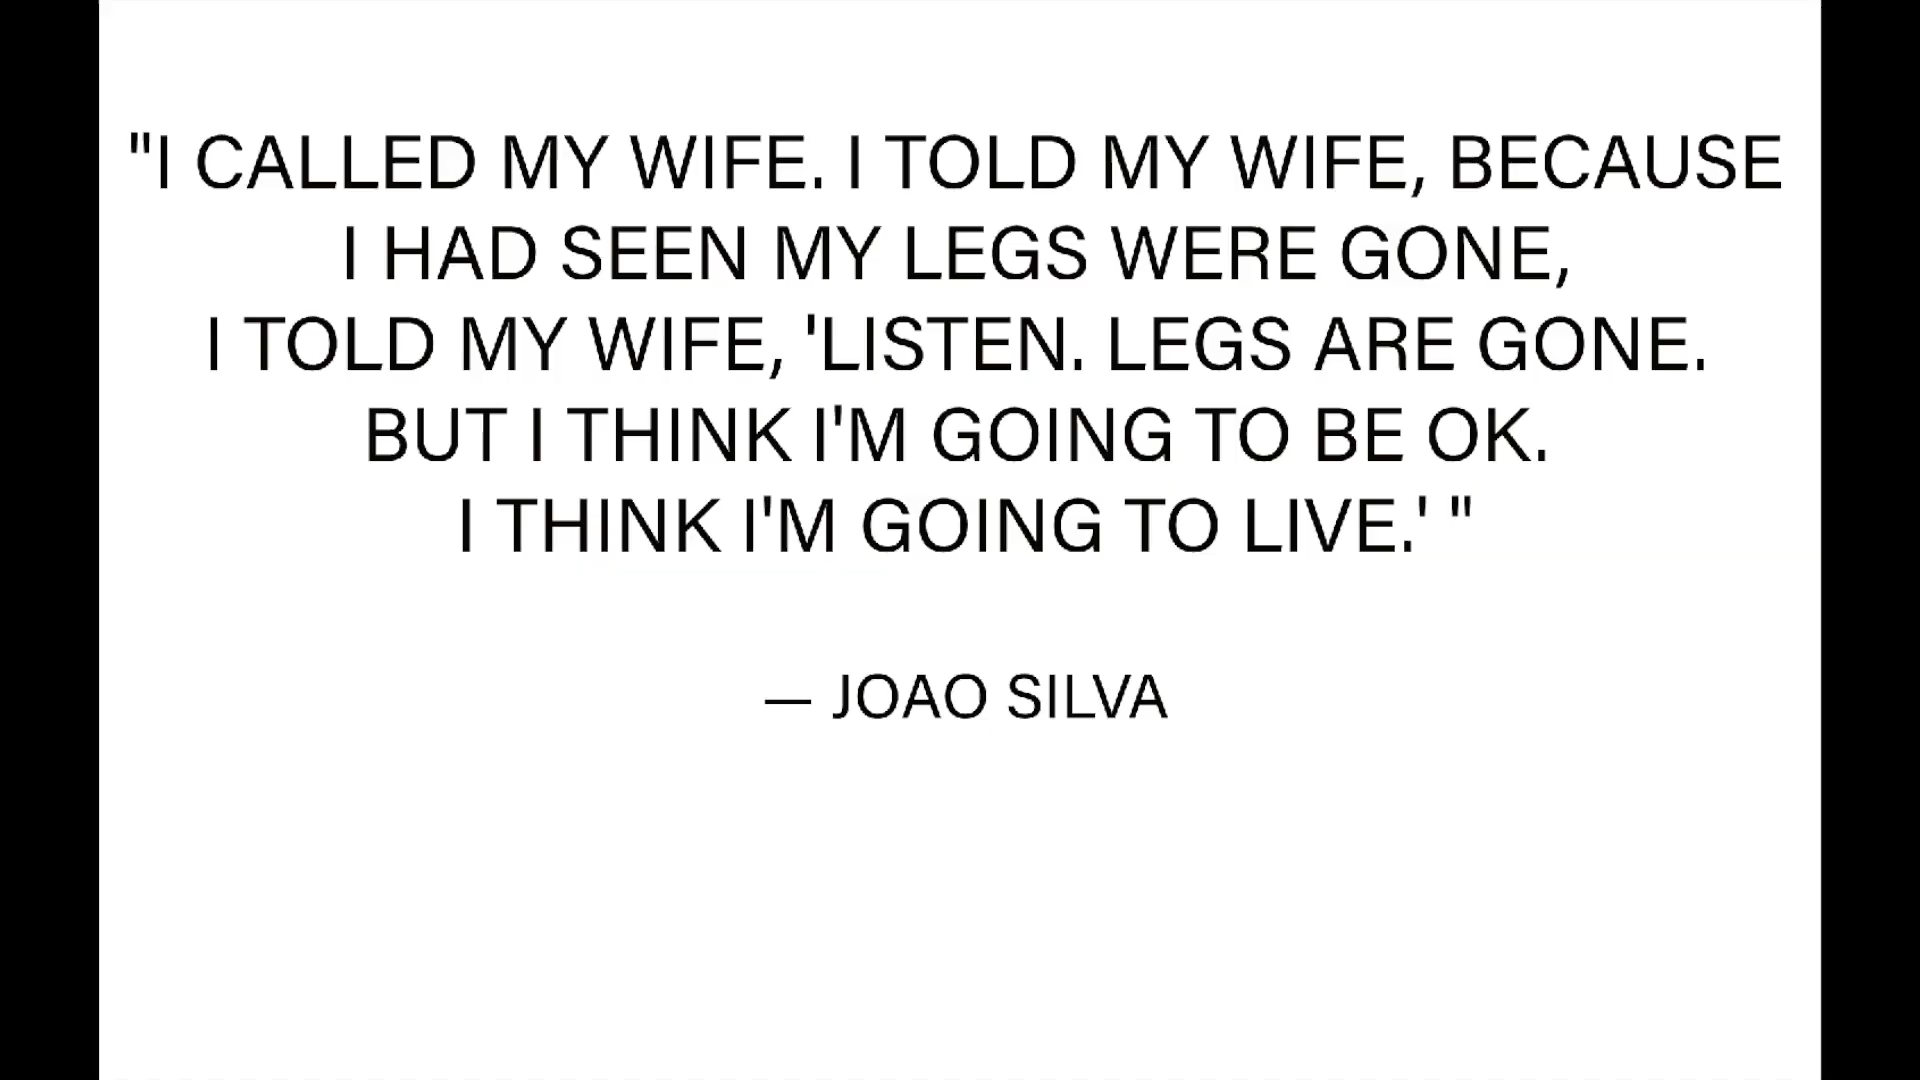 "I CALLED MY WIFE. I TOLD MY WIFE, BECAUSE
I HAD SEEN MY LEGS WERE GONE,
I TOLD MY WIFE, 'LISTEN. LEGS ARE GONE.
BUT I THINK I'M GOING TO BE OK.
I THINK I'M GOING TO LIVE.' "
— JOAO SILVA